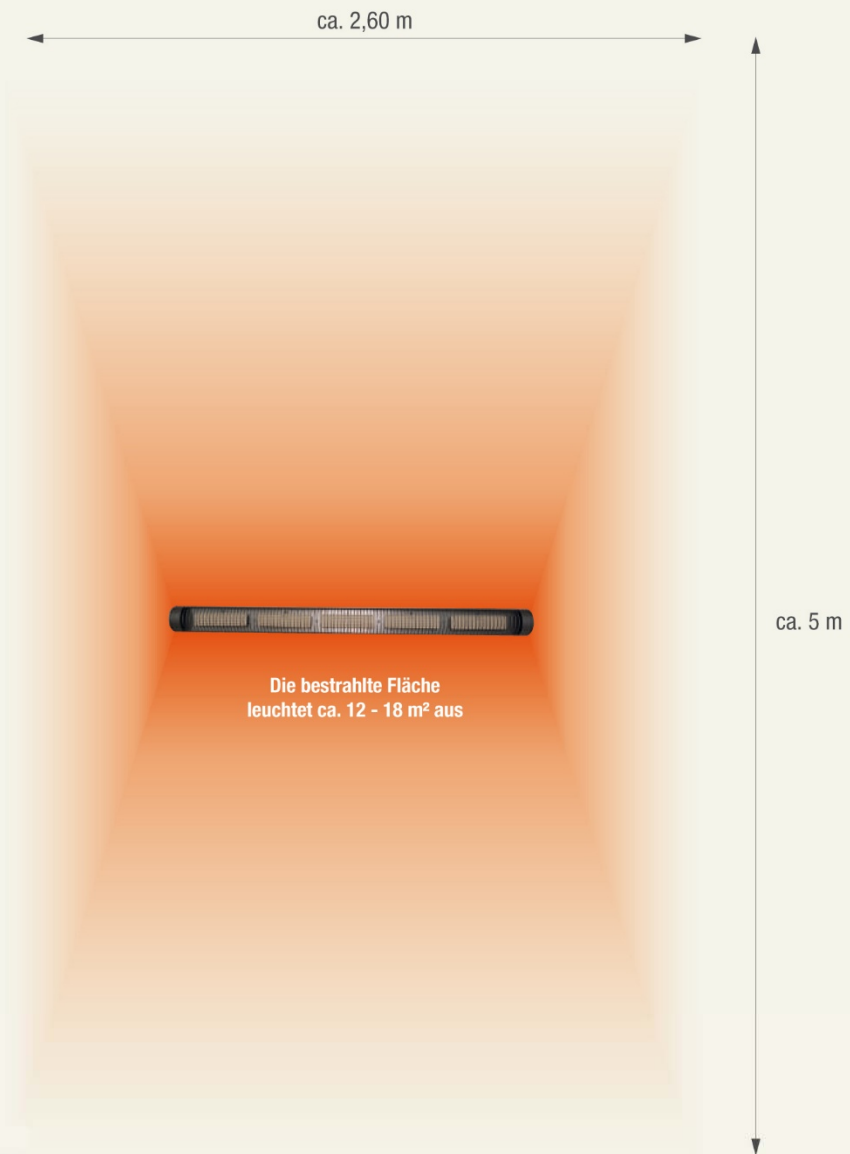 ca. 2,60 m
ca. 5 m
Die bestrahlte Fläche
leuchtet ca. 12 - 18 m² aus